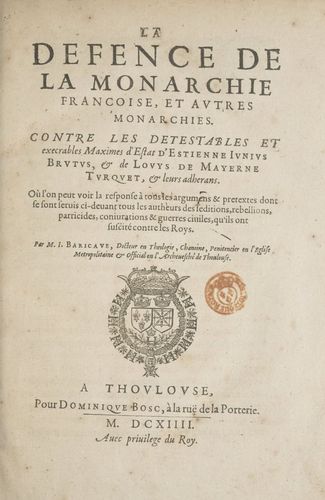 LA
DEFENCE DE
LA MONARCHIE
FRANCOISE, ET AVTRES
MONARCHIES.
CONTRE LES DETESTABLES ET
execrables Maximes d'Estat d'ESTIENNE IVNIVS
BRVTVS, & de LOVYS DE MAYERNE
TVRQVET, & leurs adherans.
Où l'on peut voir la response à tous les argumens & pretextes dont
se sont seruis ci-deuant tous les autheurs des seditions, rebellions,
parricides, coniurations & guerres ciuiles, qu'ils ont
suscité contre les Roys.
Par M. I. BARICAVE, Docteur en Theologie, Chanoine, Penitencier en l'Eglise
Metropolitaine & Official en l'Archeuesché de Thoulouse.
A THOVLOVSE,
Pour DOMINIQVE BOSC, à la ruë de la Porterie.
M. DCXIIII.
Auec priuilege du Roy.